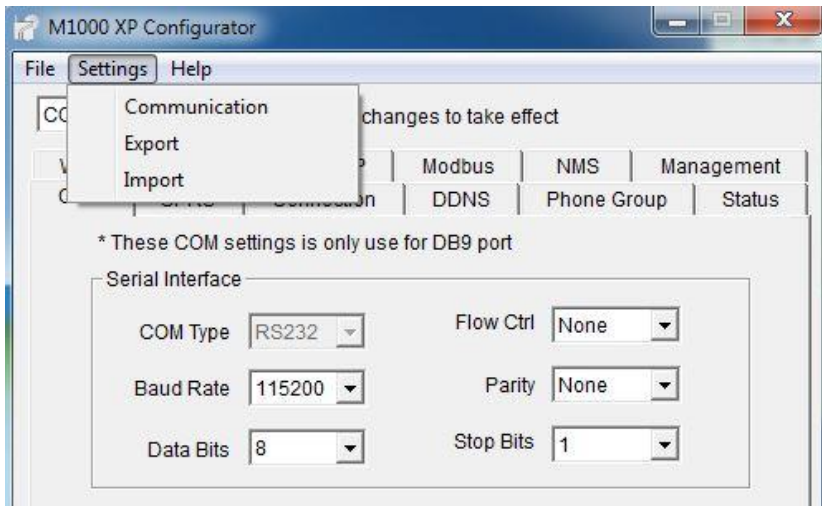 M1000 XP Configurator
File Settings Help
Communication
Export
Import
changes to take effect
Modbus NMS Management
DDNS Phone Group Status
* These COM settings is only use for DB9 port
Serial Interface
COM Type RS232 Flow Ctrl None
Baud Rate 115200 Parity None
Data Bits 8 Stop Bits 1